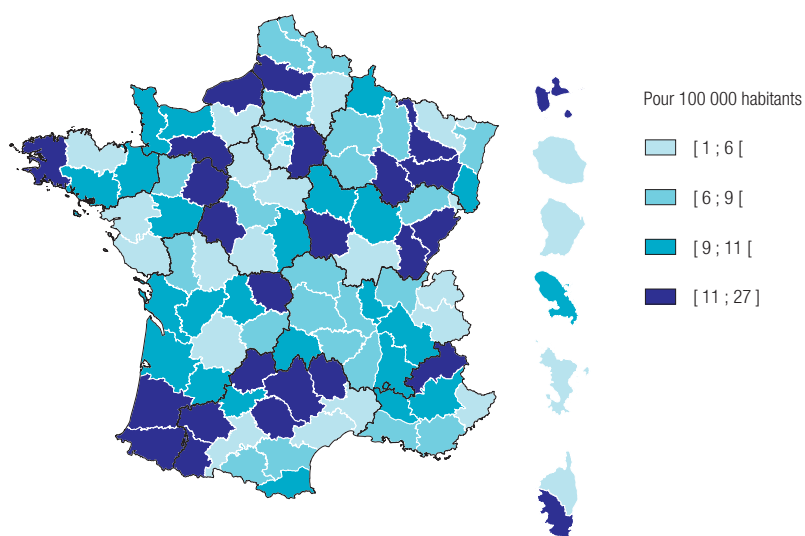 Pour 100 000 habitants
[ 1 ; 6 [
[ 6 ; 9 [
[ 9 ; 11 [
[ 11 ; 27 ]